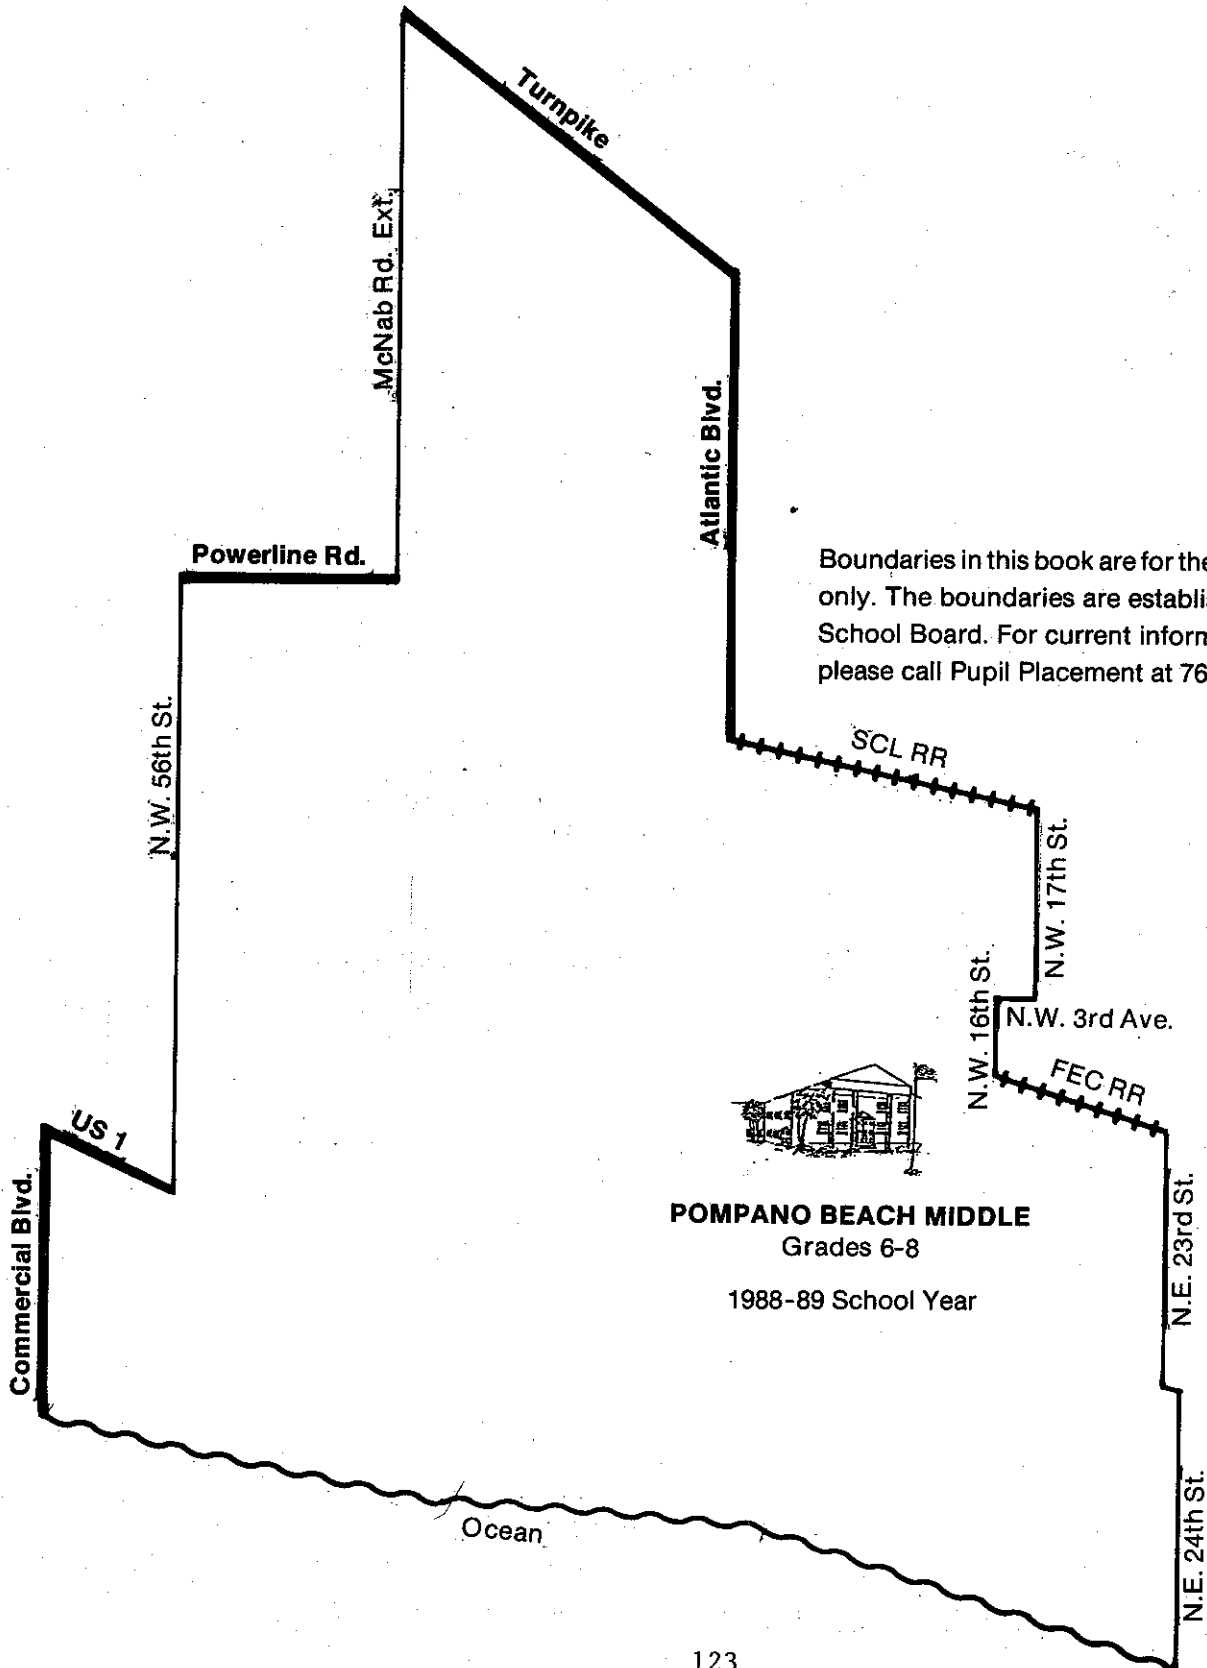 Turnpike
McNab Rd. Ext.
Atlantic Blvd.
Powerline Rd.
Boundaries in this book are for the
only. The boundaries are
School Board. For current
please call Pupil Placement at 76
N.W. 56th St.
SCL RR
N.W. 17th St.
N.W. 16th St.
N.W. 3rd Ave.
FEC RR
US 1
Commercial Blvd.
POMPANO BEACH MIDDLE
Grades 6-8
1988-89 School Year
N.E. 23rd St.
Ocean
N.E. 24th St.
123